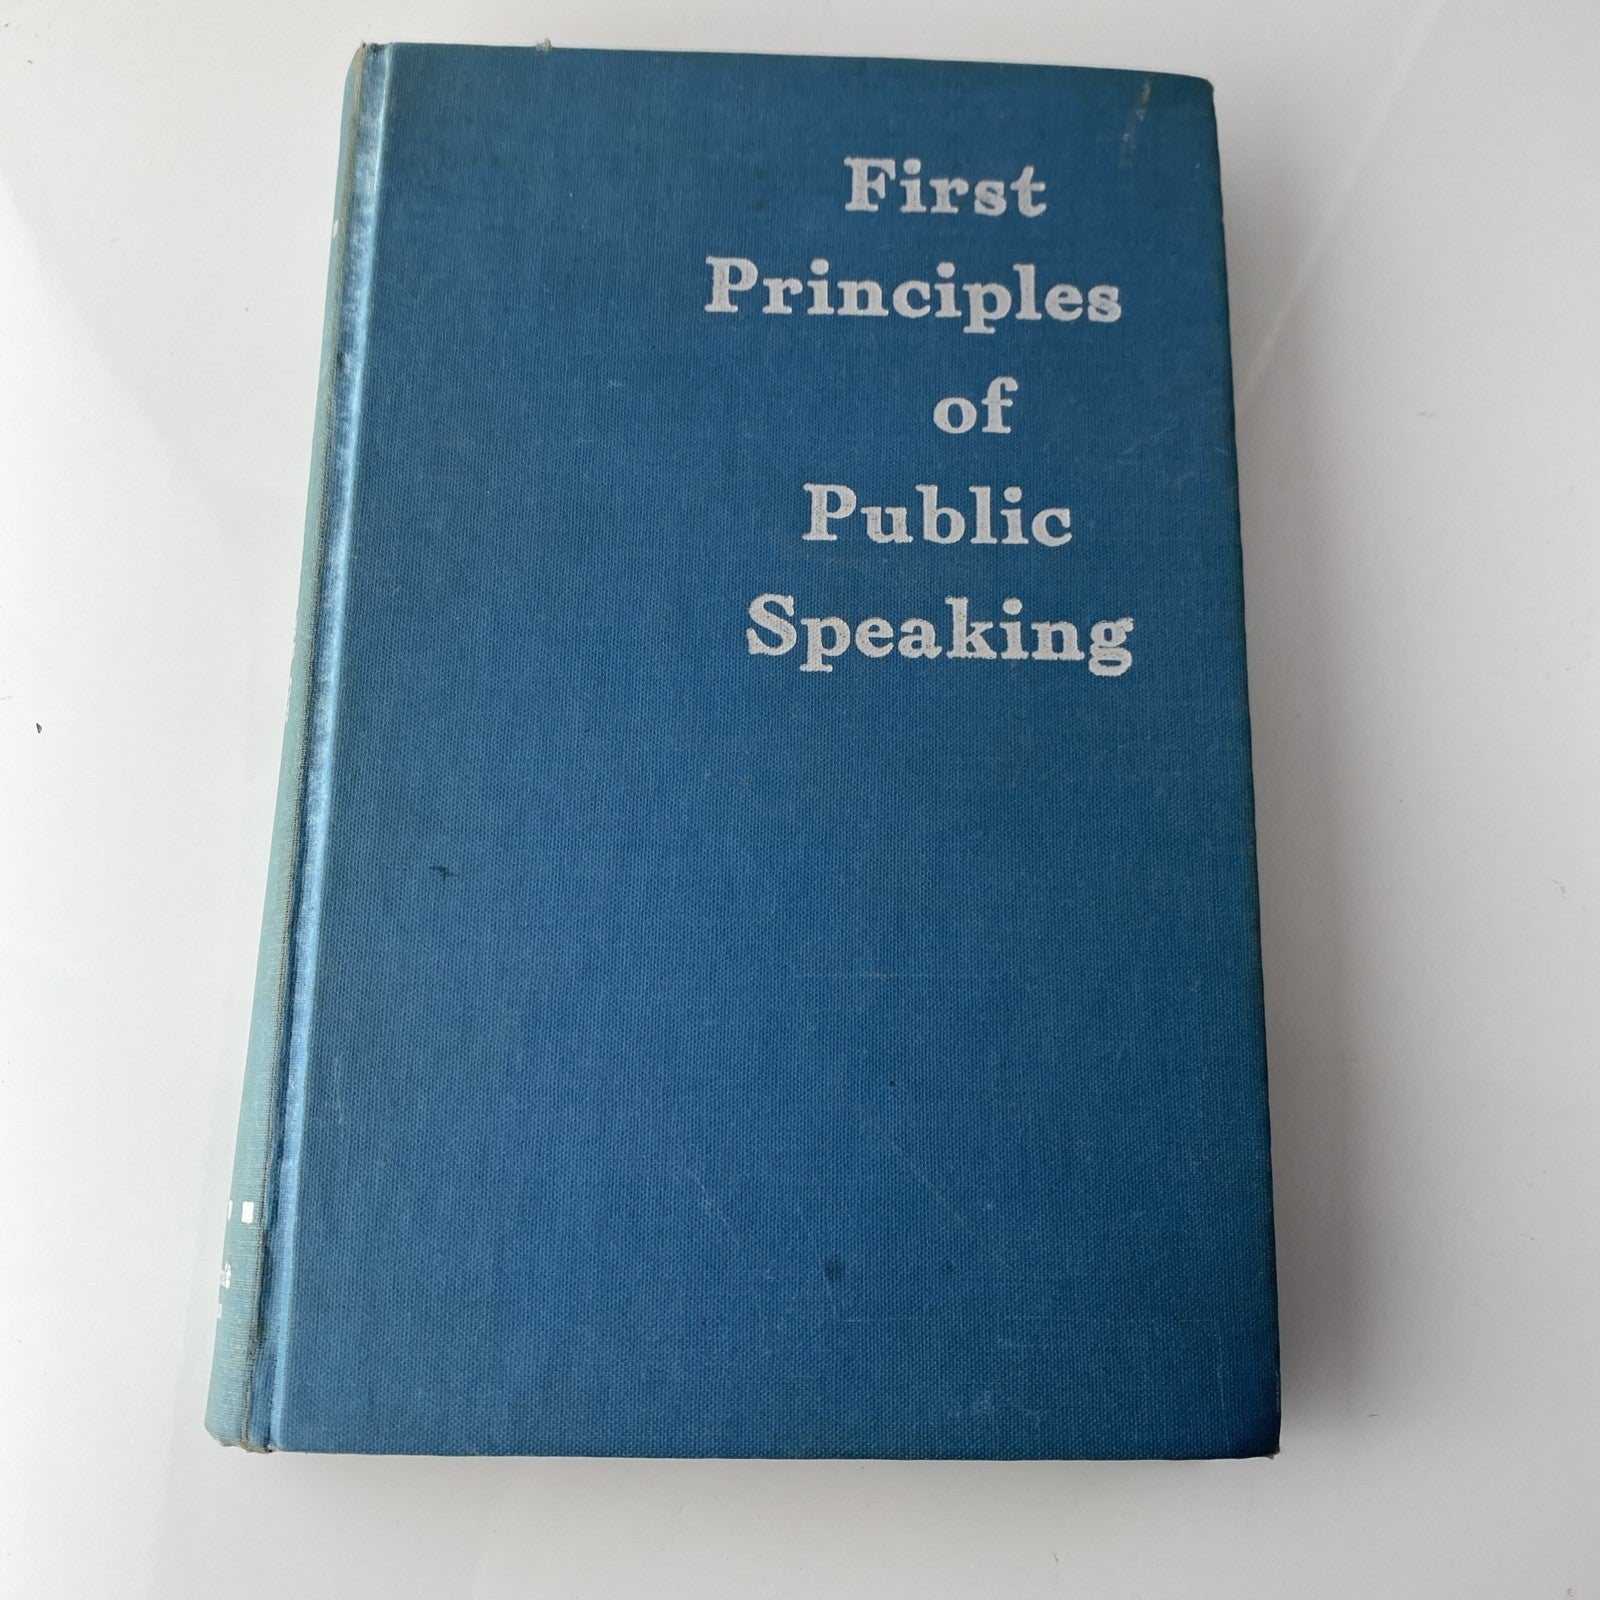 First
Principles
of
Public
Speaking